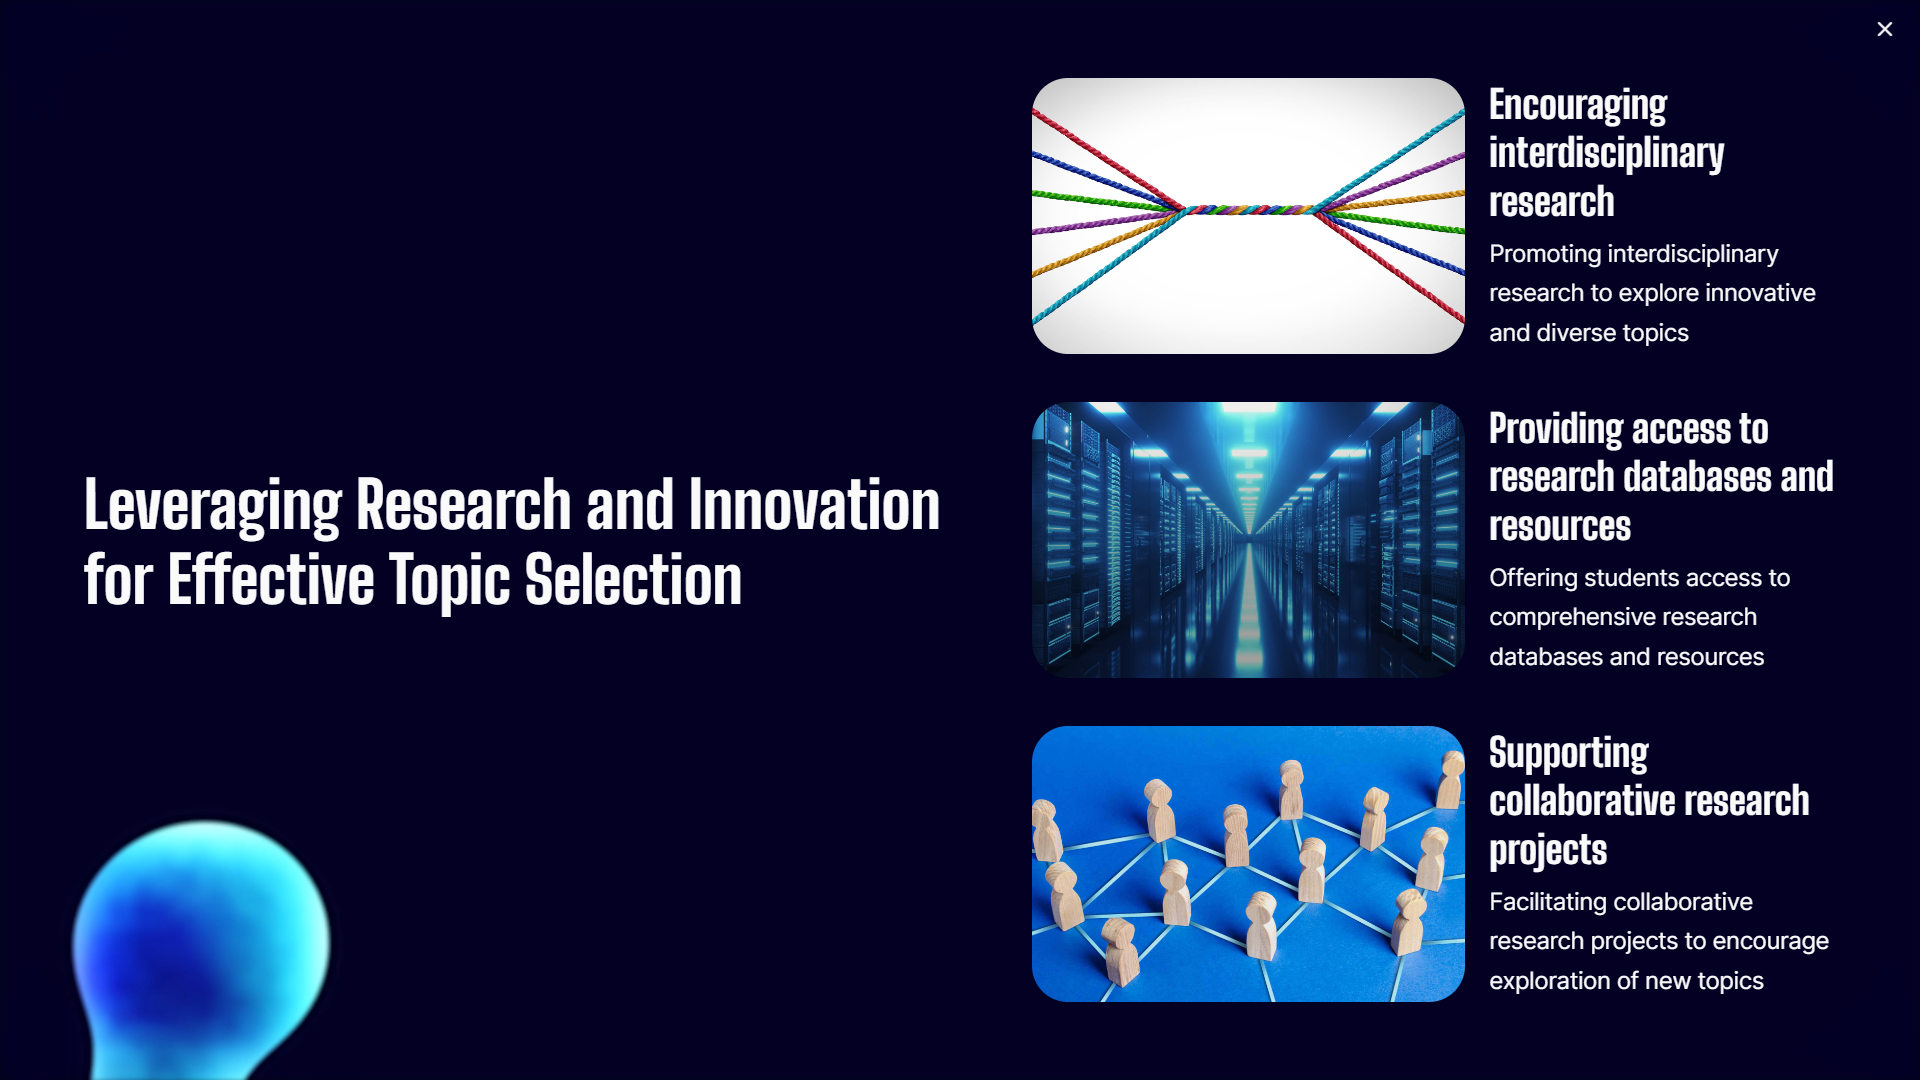 Leveraging Research and Innovation
for Effective Topic Selection
Encouraging
interdisciplinary
research
Promoting interdisciplinary
research to explore innovative
and diverse topics
Providing access to
research databases and
resources
Offering students access to
comprehensive research
databases and resources
Supporting
collaborative research
projects
Facilitating collaborative
research projects to encourage
exploration of new topics